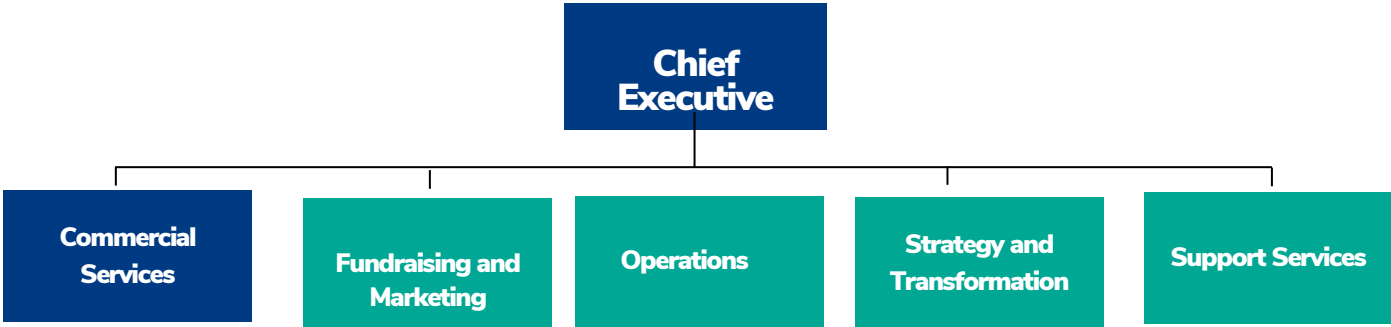 Chief
Executive
Commercial
Services
Fundraising and
Marketing
Operations
Strategy and
Transformation
Support Services